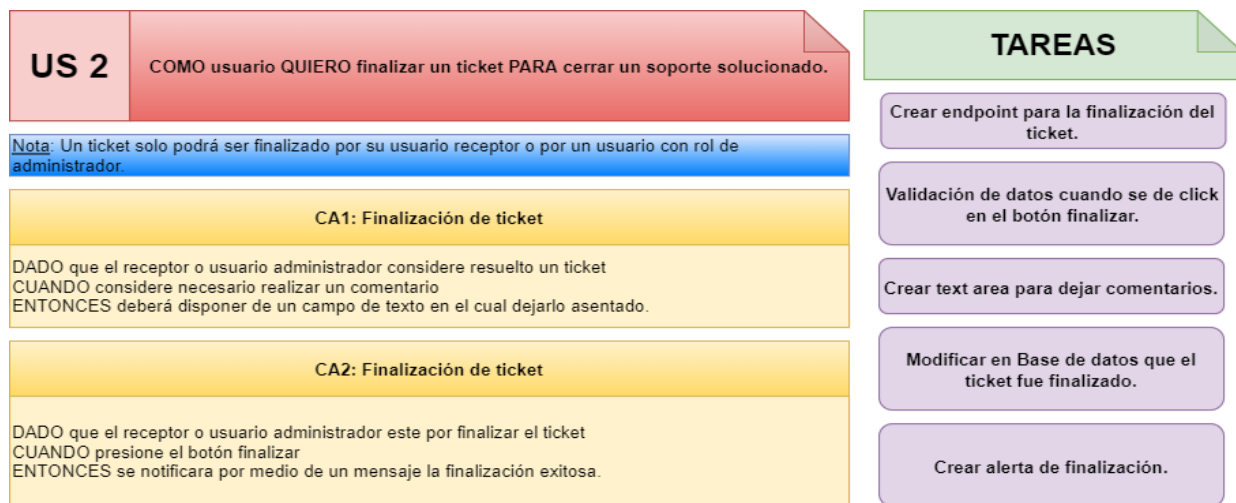 US 2
COMO usuario QUIERO finalizar un ticket PARA cerrar un soporte solucionado.
Nota: Un ticket solo podrá ser finalizado por su usuario receptor o por un usuario con rol de
administrador.
CA1: Finalización de ticket
DADO que el receptor o usuario administrador considere resuelto un ticket
CUANDO considere necesario realizar un comentario
ENTONCES deberá disponer de un campo de texto en el cual dejarlo asentado.
CA2: Finalización de ticket
DADO que el receptor o usuario administrador este por finalizar el ticket
CUANDO presione el botón finalizar
ENTONCES se notificara por medio de un mensaje la finalización exitosa.
TAREAS
Crear endpoint para la finalización del
ticket.
Validación de datos cuando se de click
en el botón finalizar.
Crear text area para dejar comentarios.
Modificar en Base de datos que el
ticket fue finalizado.
Crear alerta de finalización.